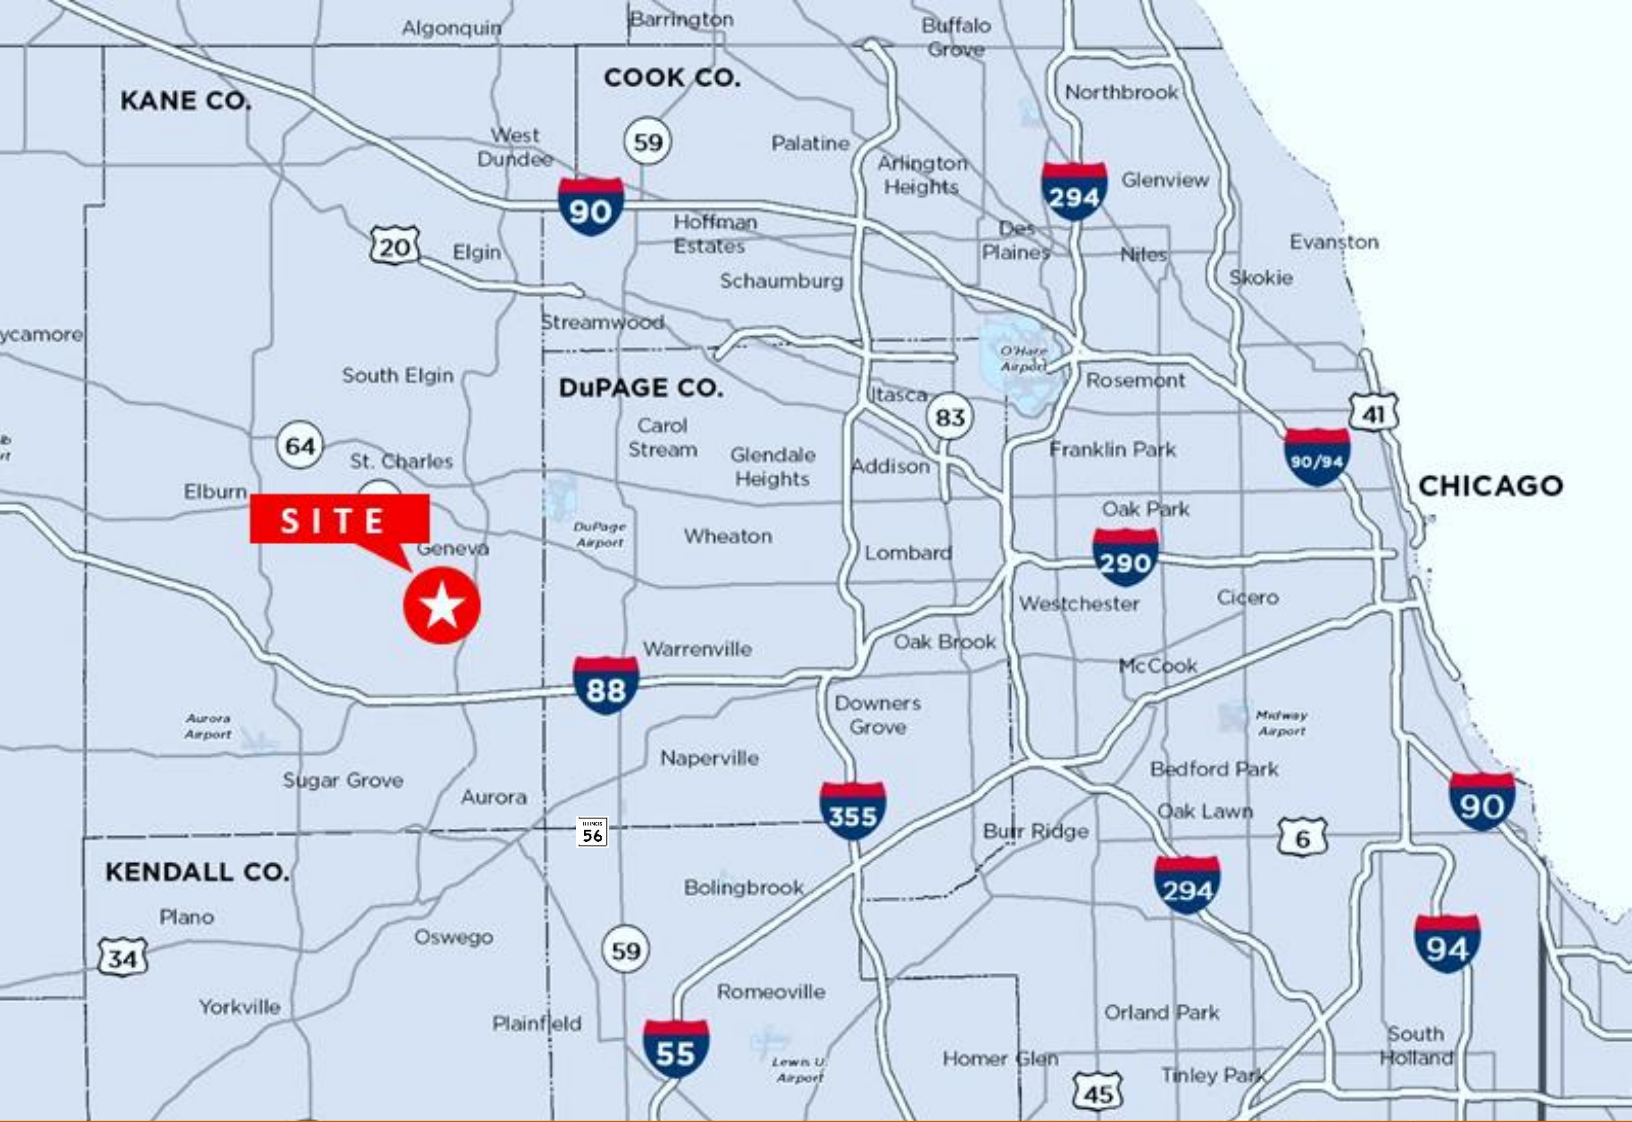 Algonquin
Barrington
Buffalo
Grove
KANE CO.
COOK CO.
Northbrook
59
West
Dundee
Palatine
Arlington
Heights
294
Glenview
90
Hoffman
Estates
Des
Plaines
Niles
Evanston
20
Elgin
Schaumburg
Skokie
Streamwood
ycamore
O'Hare
Airport
South Elgin
DuPAGE CO.
Rosemont
Itasca
83
41
Carol
Stream
64
St. Charles
Glendale
Heights
Addison
Franklin Park
90/94
Elburn
CHICAGO
SITE
Geneva
DuPage
Airport
Wheaton
Lombard
Oak Park
290
Westchester
Cicero
Warrenville
Oak Brook
McCook
88
Downers
Grove
Aurora
Airport
Midway
Airport
Naperville
Sugar Grove
Aurora
Bedford Park
Oak Lawn
355
90
ILLINOIS
56
Burr Ridge
6
KENDALL CO.
Bolingbrook
294
Plano
Oswego
34
59
94
Romeoville
Yorkville
Plainfield
Orland Park
55
South
Holland
Lewis U.
Airport
Homer Glen
Tinley Park
45